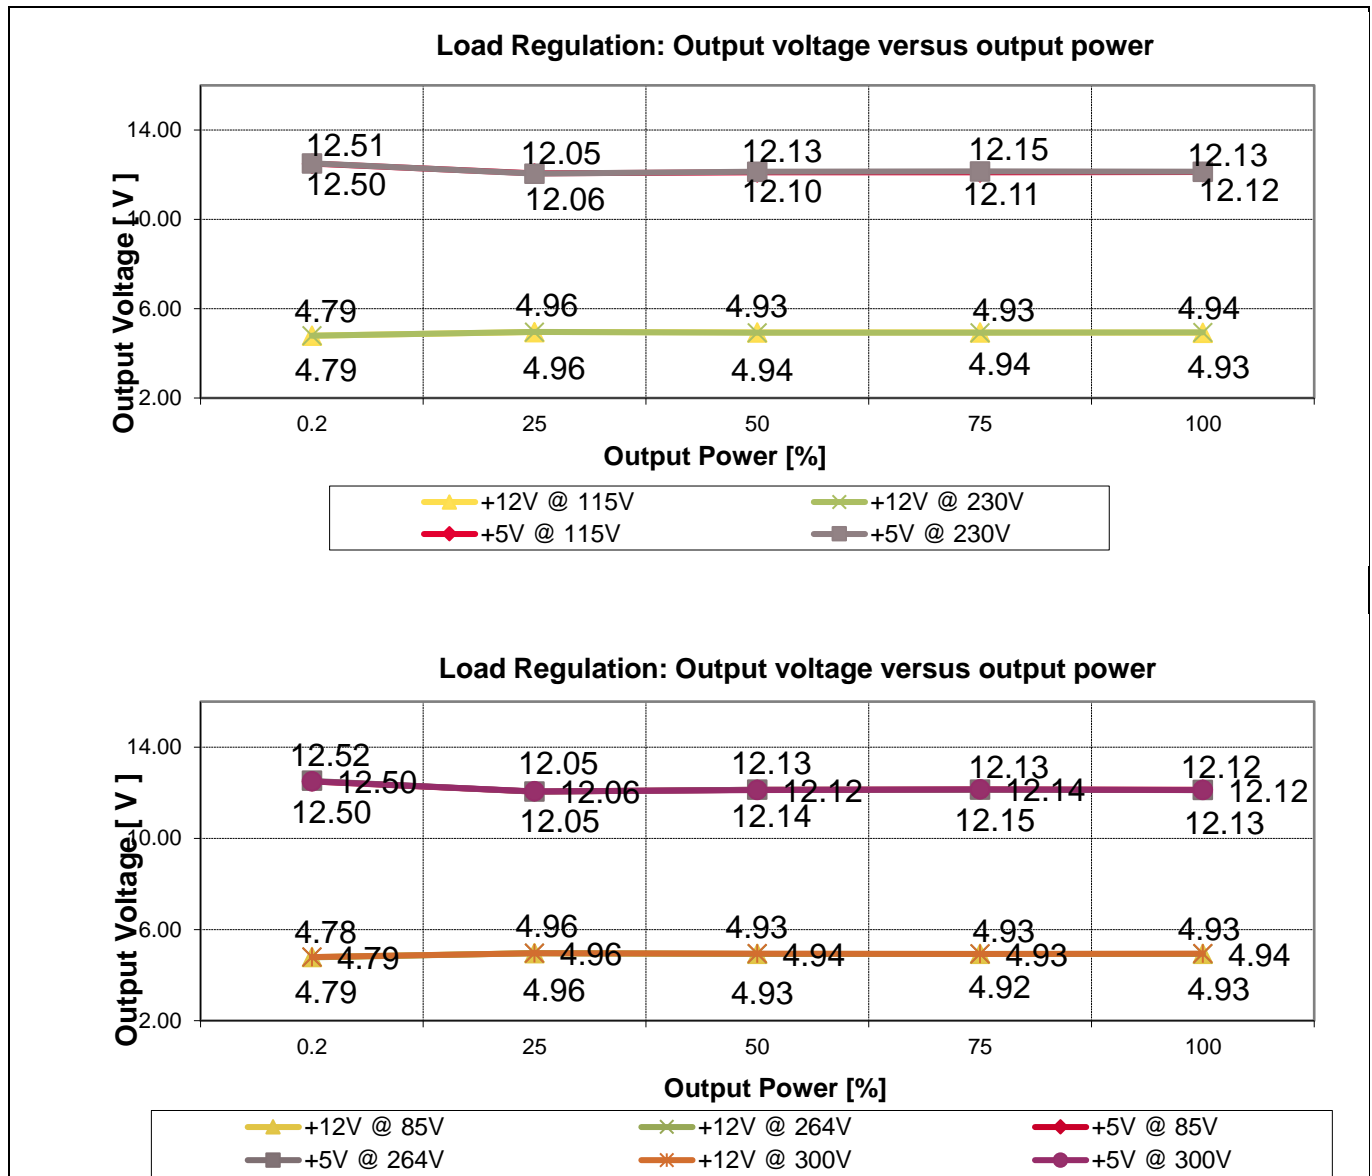 Load Regulation: Output voltage versus output power
Output Voltage [ V ]
14.00
10.00
6.00
2.00
12.51 12.05 12.13 12.15 12.13
12.50 12.06 12.10 12.11 12.12
4.79 4.96 4.93 4.93 4.94
4.79 4.96 4.94 4.94 4.93
0.2 25 50 75 100
Output Power [%]
+12V @ 115V +12V @ 230V
+5V @ 115V +5V @ 230V
Load Regulation: Output voltage versus output power
Output Voltage [ V ]
14.00
10.00
6.00
2.00
12.52 12.05 12.13 12.13 12.12
12.50 12.06 12.12 12.14 12.12
12.50 12.05 12.14 12.15 12.13
4.78 4.96 4.93 4.93 4.93
4.79 4.96 4.94 4.93 4.94
4.79 4.96 4.93 4.92 4.93
0.2 25 50 75 100
Output Power [%]
+12V @ 85V +12V @ 264V +5V @ 85V
+5V @ 264V +12V @ 300V +5V @ 300V